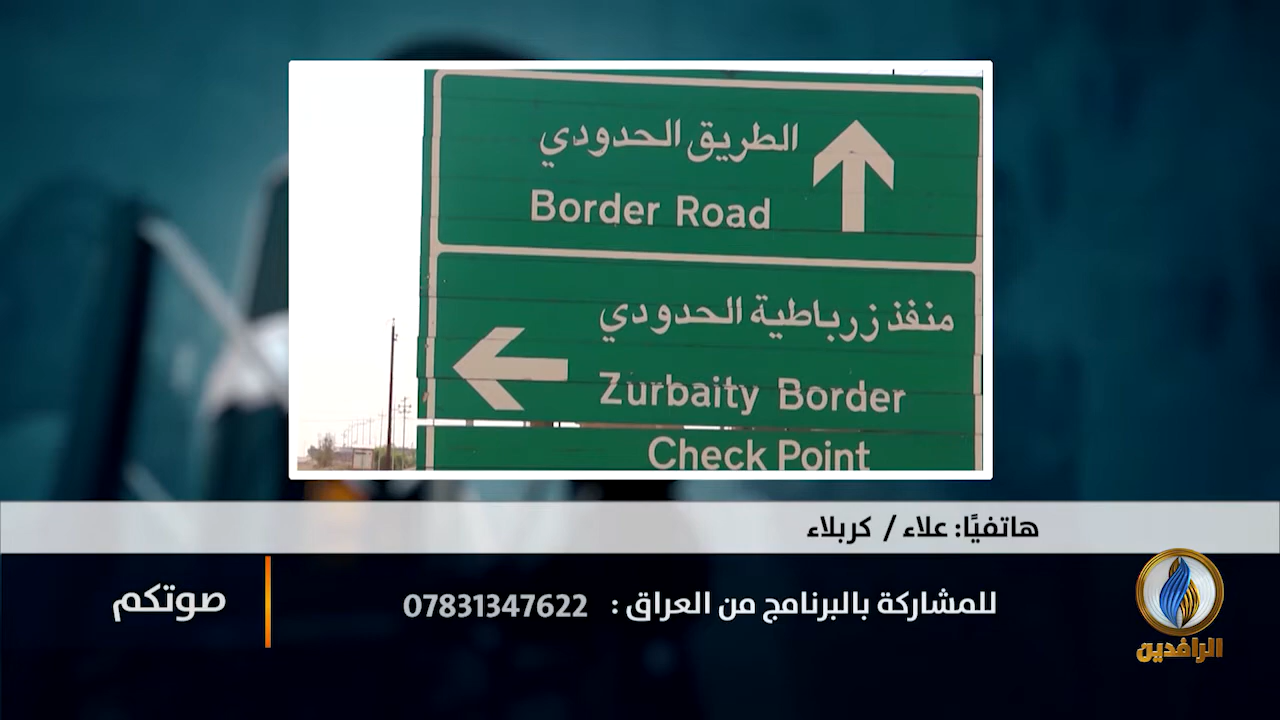 الطريق الحدودي
Border Road
منفذ زرباطية الحدودي
Zurbaity Border
Check Point
هاتفيًا: علاء / كربلاء
للمشاركة بالبرنامج من العراق : 07831347622
صوتكم
الرافدين